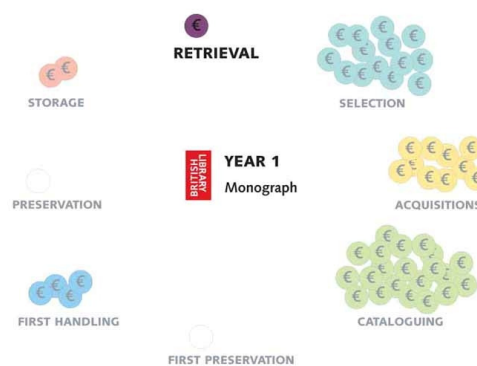 €
RETRIEVAL
STORAGE
SELECTION
BRITISH
LIBRARY
YEAR 1
Monograph
PRESERVATION
ACQUISITIONS
FIRST HANDLING
CATALOGUING
FIRST PRESERVATION